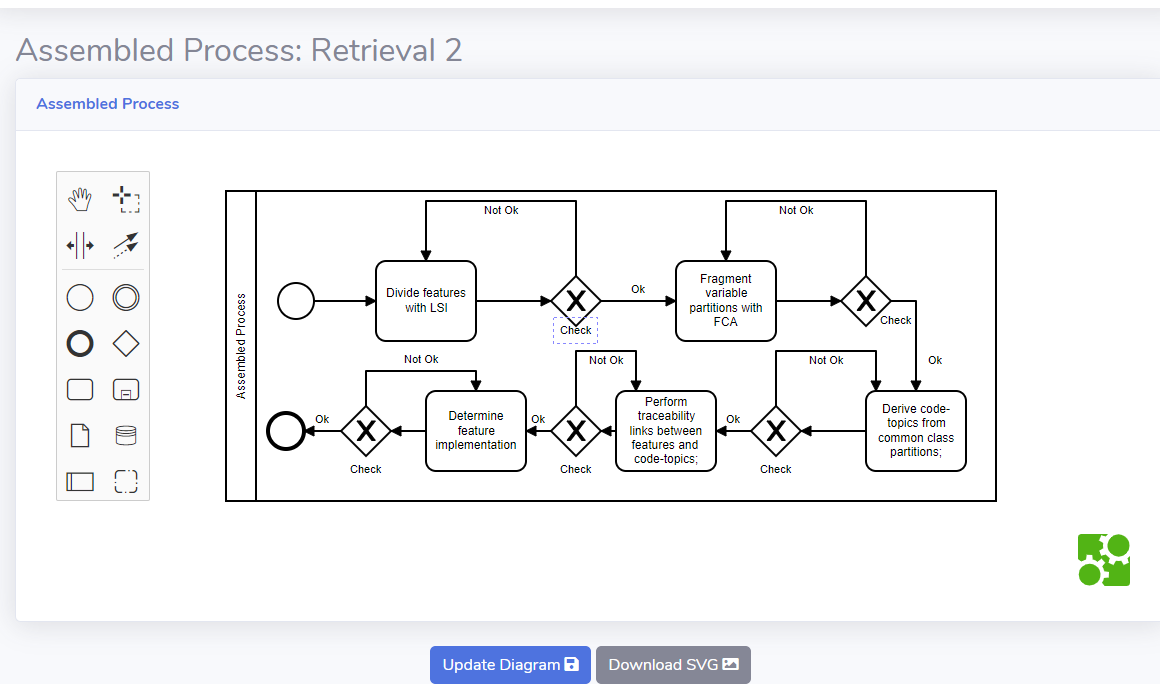 Assembled Process: Retrieval 2
Assembled Process
Assembled Process
Not Ok
Not Ok
Divide features
with LSI
Check
Ok
Fragment
variable
partitions with
FCA
Check
Ok
Derive code-
topics from
common class
partitions;
Not Ok
Check
Ok
Perform
traceability
links between
features and
code-topics;
Not Ok
Check
Ok
Determine
feature
implementation
Not Ok
Check
Ok
Update Diagram
Download SVG